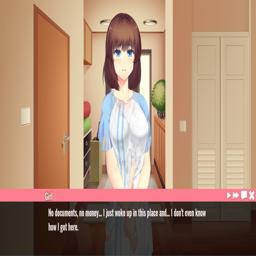 Girl
No documents, no money... I just woke up in this place and... I don't even know
how I got here.